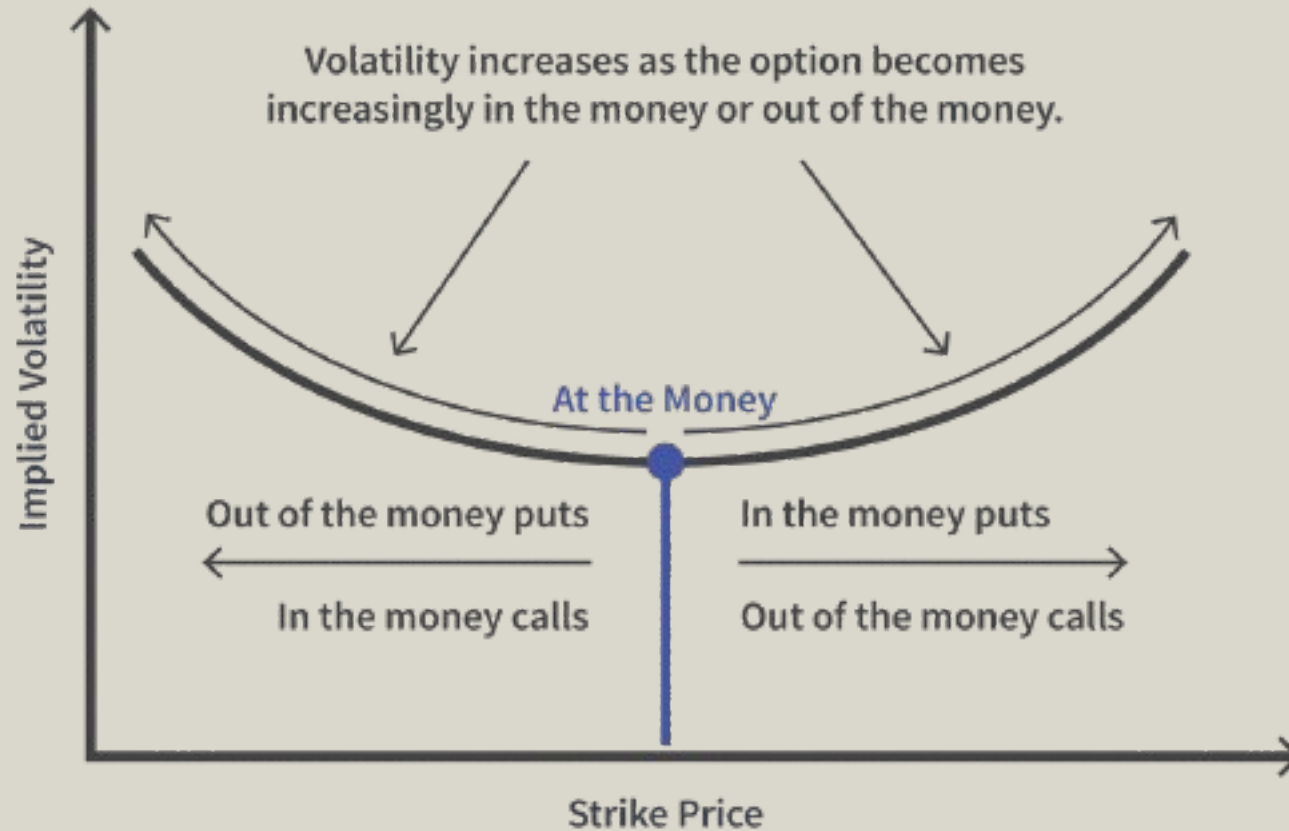 Volatility increases as the option becomes
increasingly in the money or out of the money.
Implied Volatility
At the Money
Out of the money puts
In the money puts
In the money calls
Out of the money calls
Strike Price